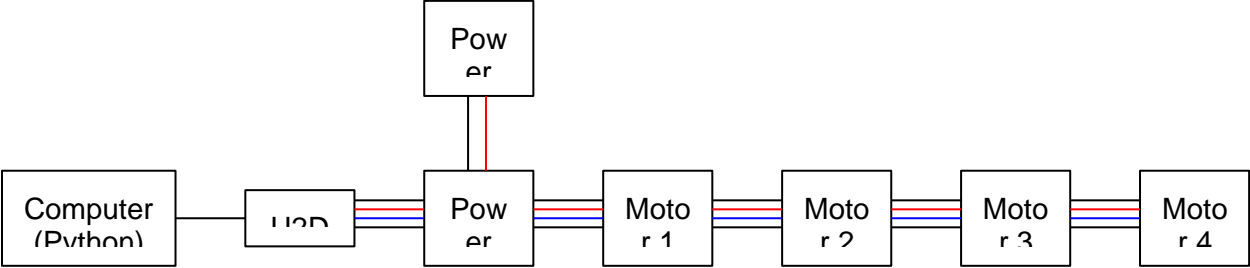 Pow
er
Computer
(Python)
U2D
Pow
er
Moto
r 1
Moto
r 2
Moto
r 3
Moto
r 4